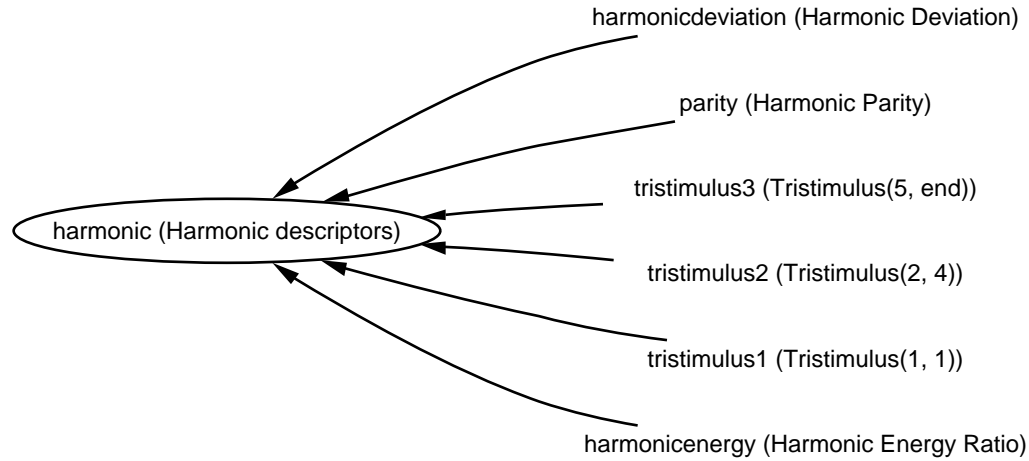 harmonicdeviation (Harmonic Deviation)
parity (Harmonic Parity)
tristimulus3 (Tristimulus(5, end))
harmonic (Harmonic descriptors)
tristimulus2 (Tristimulus(2, 4))
tristimulus1 (Tristimulus(1, 1))
harmonicenergy (Harmonic Energy Ratio)